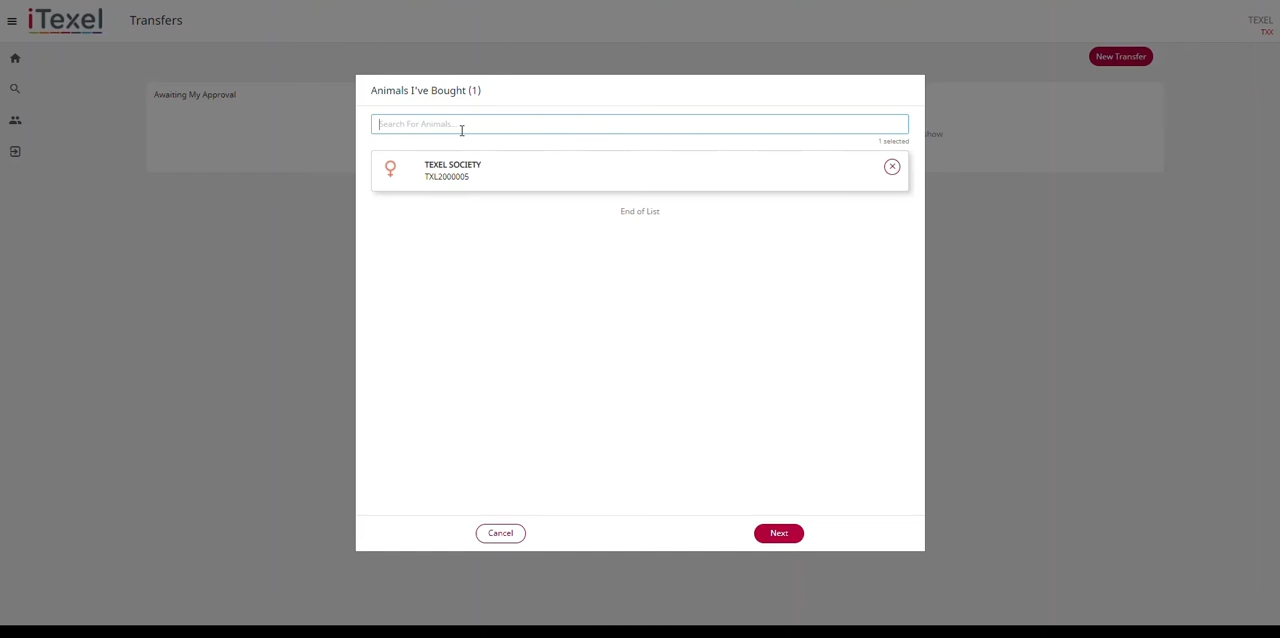 iTexel
Transfers
TEXEL
TXX
New Transfer
Awaiting My Approval
show
Animals I've Bought (1)
Search For Animals...
1 selected
TEXEL SOCIETY
TXL2000005
End of List
Cancel
Next